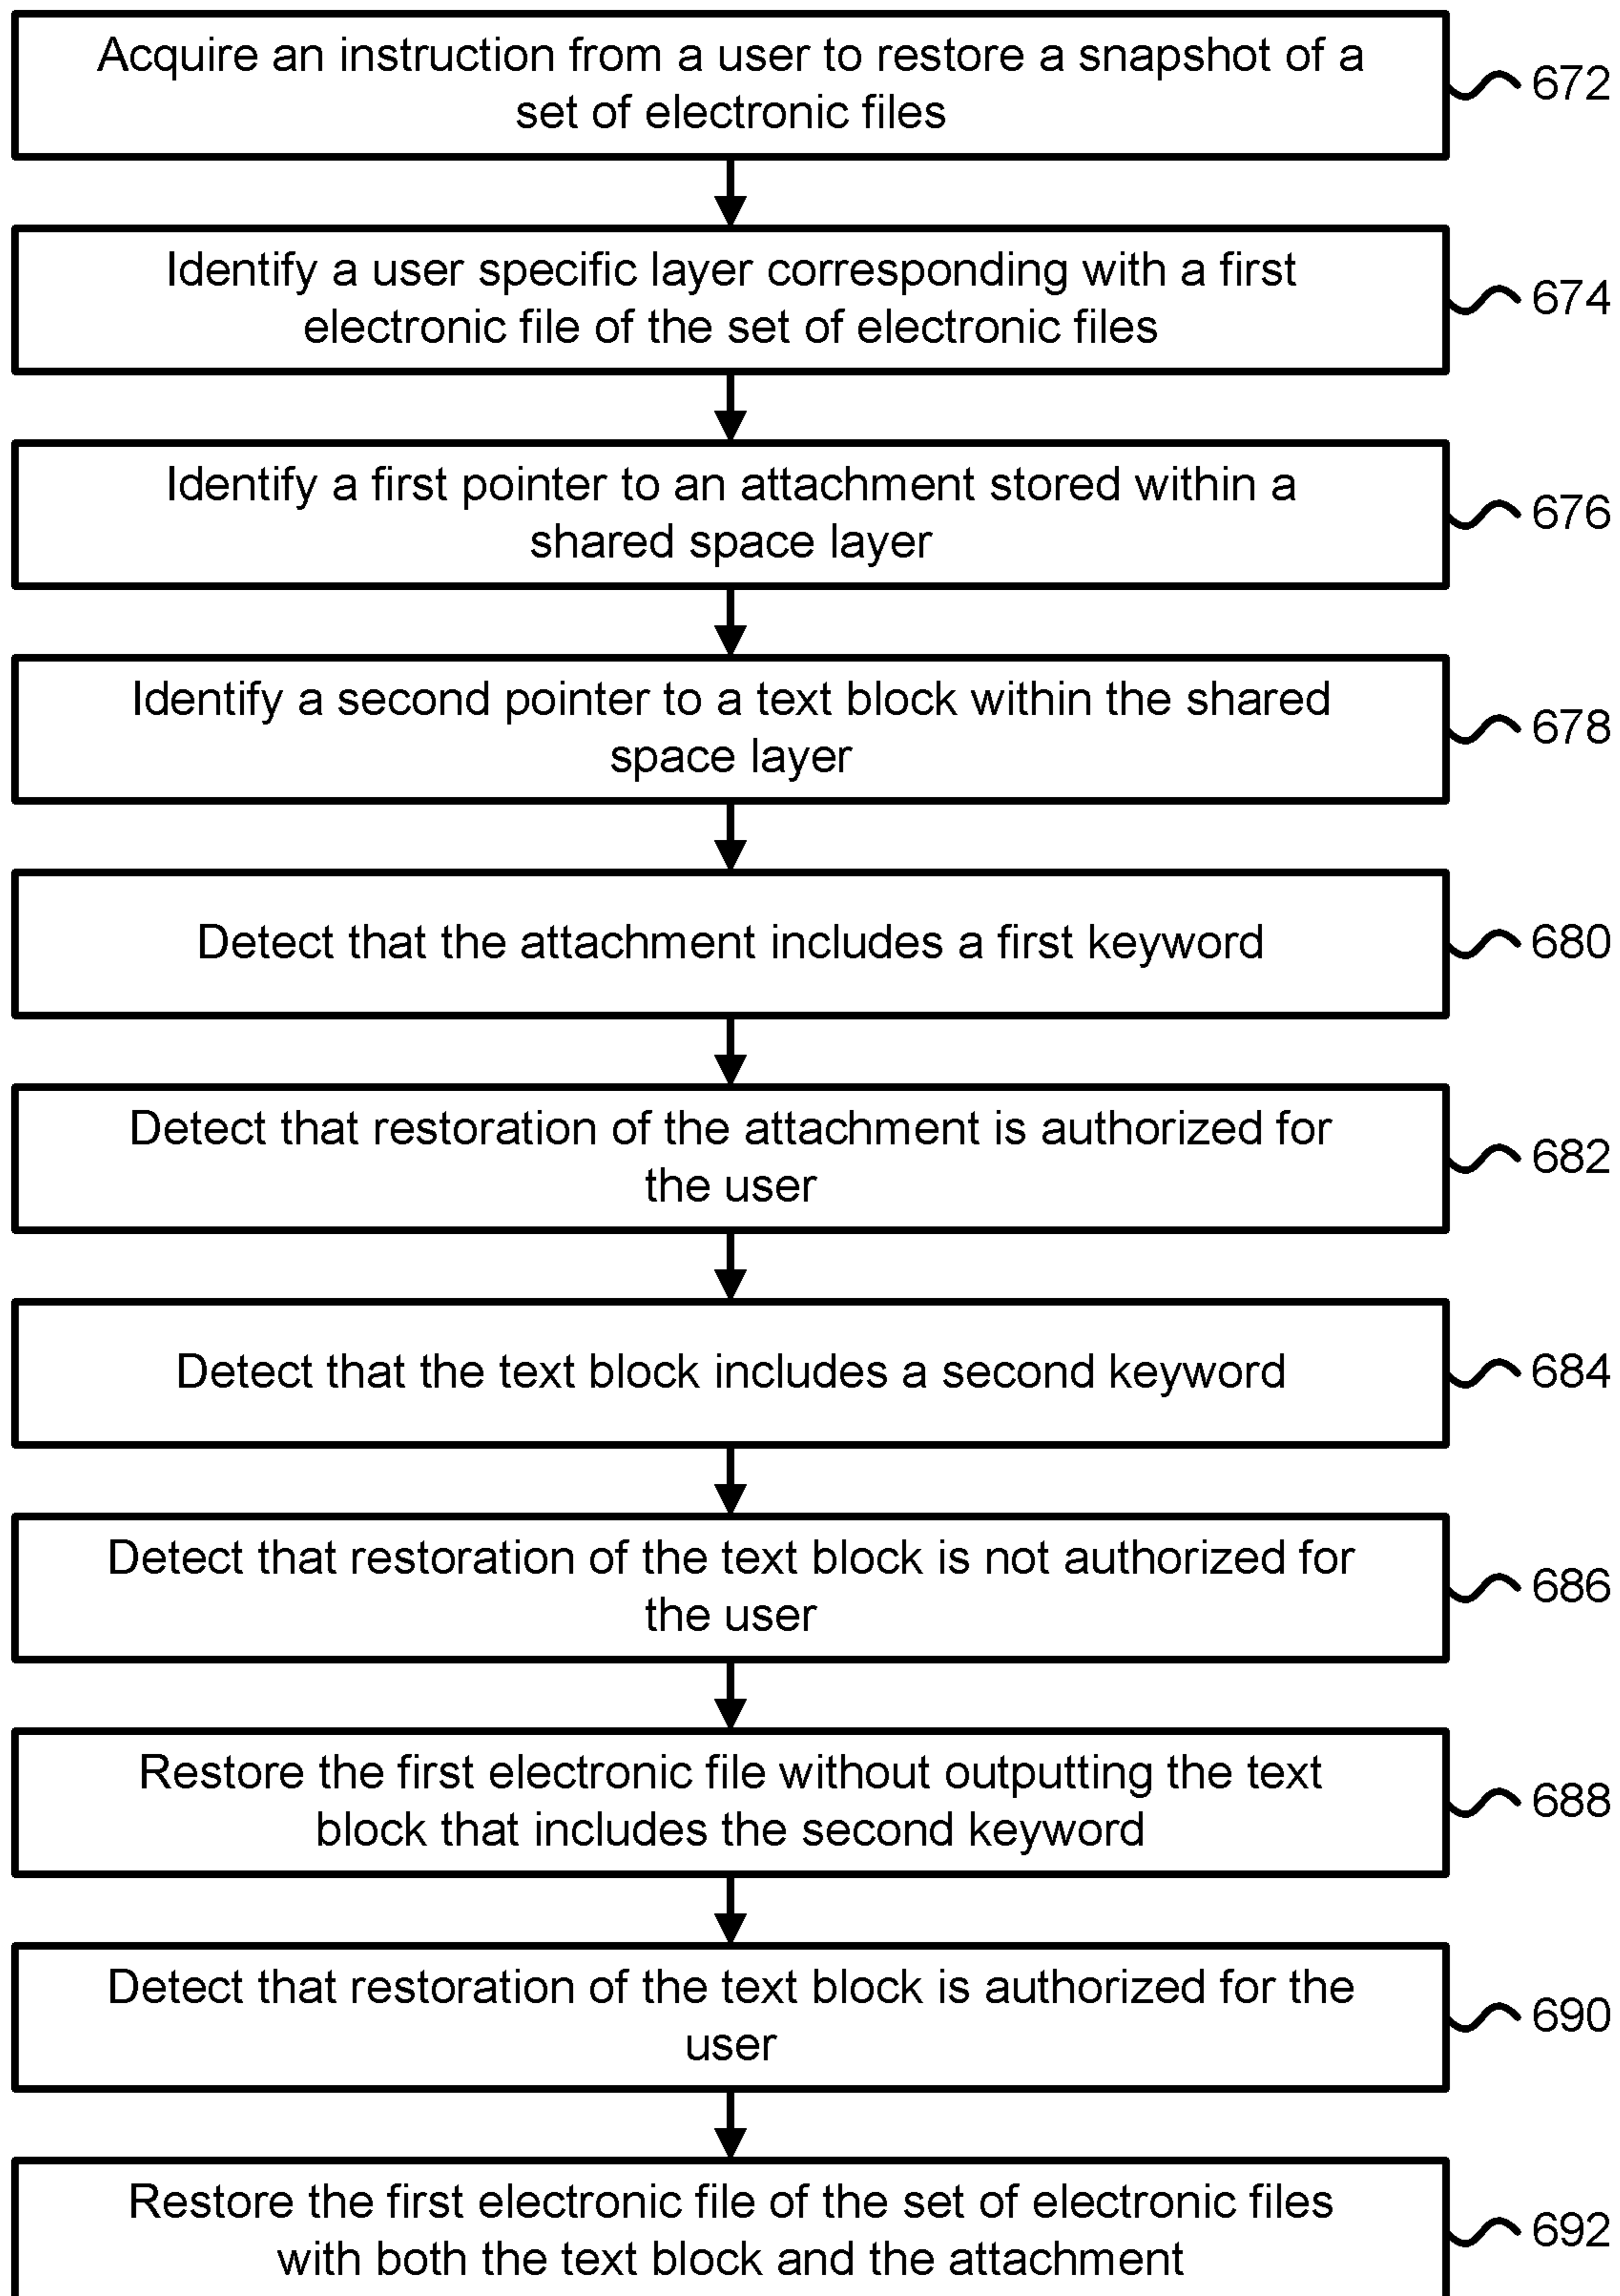 Acquire an instruction from a user to restore a snapshot of a
set of electronic files
672
Identify a user specific layer corresponding with a first
electronic file of the set of electronic files
674
Identify a first pointer to an attachment stored within a
shared space layer
676
Identify a second pointer to a text block within the shared
space layer
678
Detect that the attachment includes a first keyword
680
Detect that restoration of the attachment is authorized for
the user
682
Detect that the text block includes a second keyword
684
Detect that restoration of the text block is not authorized for
the user
686
Restore the first electronic file without outputting the text
block that includes the second keyword
688
Detect that restoration of the text block is authorized for the
user
690
Restore the first electronic file of the set of electronic files
with both the text block and the attachment
692